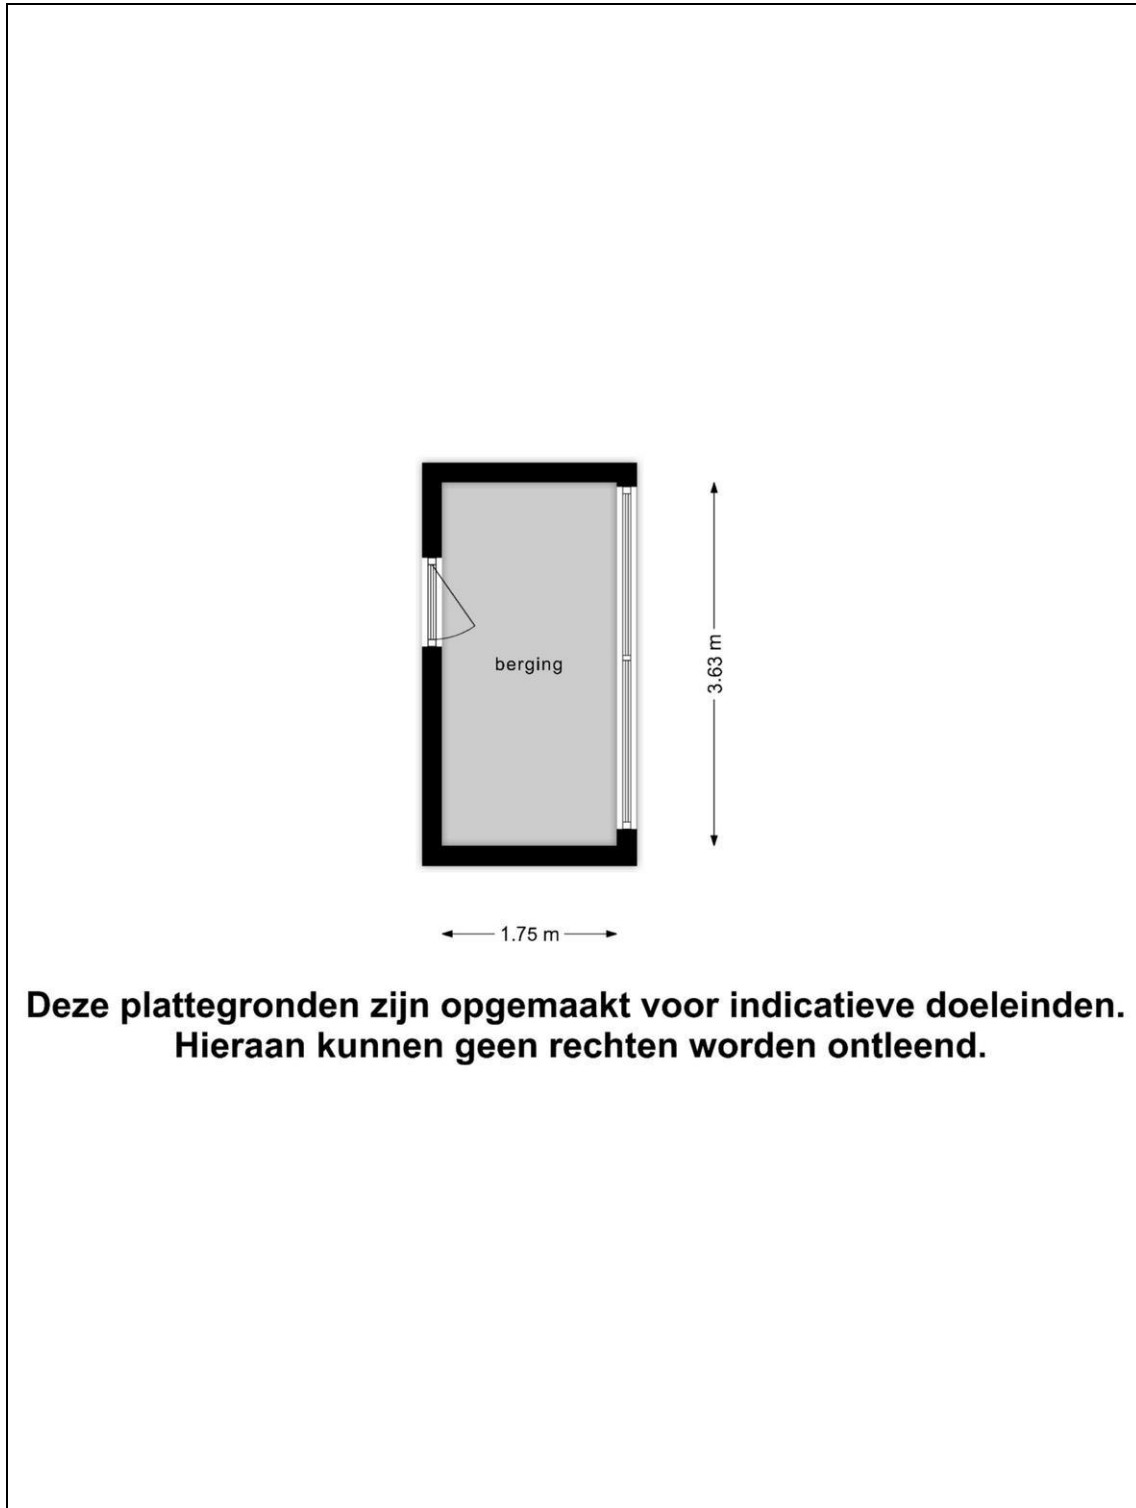 berging
3.63 m
1.75 m
Deze plattegronden zijn opgemaakt voor indicatieve doeleinden.
Hieraan kunnen geen rechten worden ontleend.